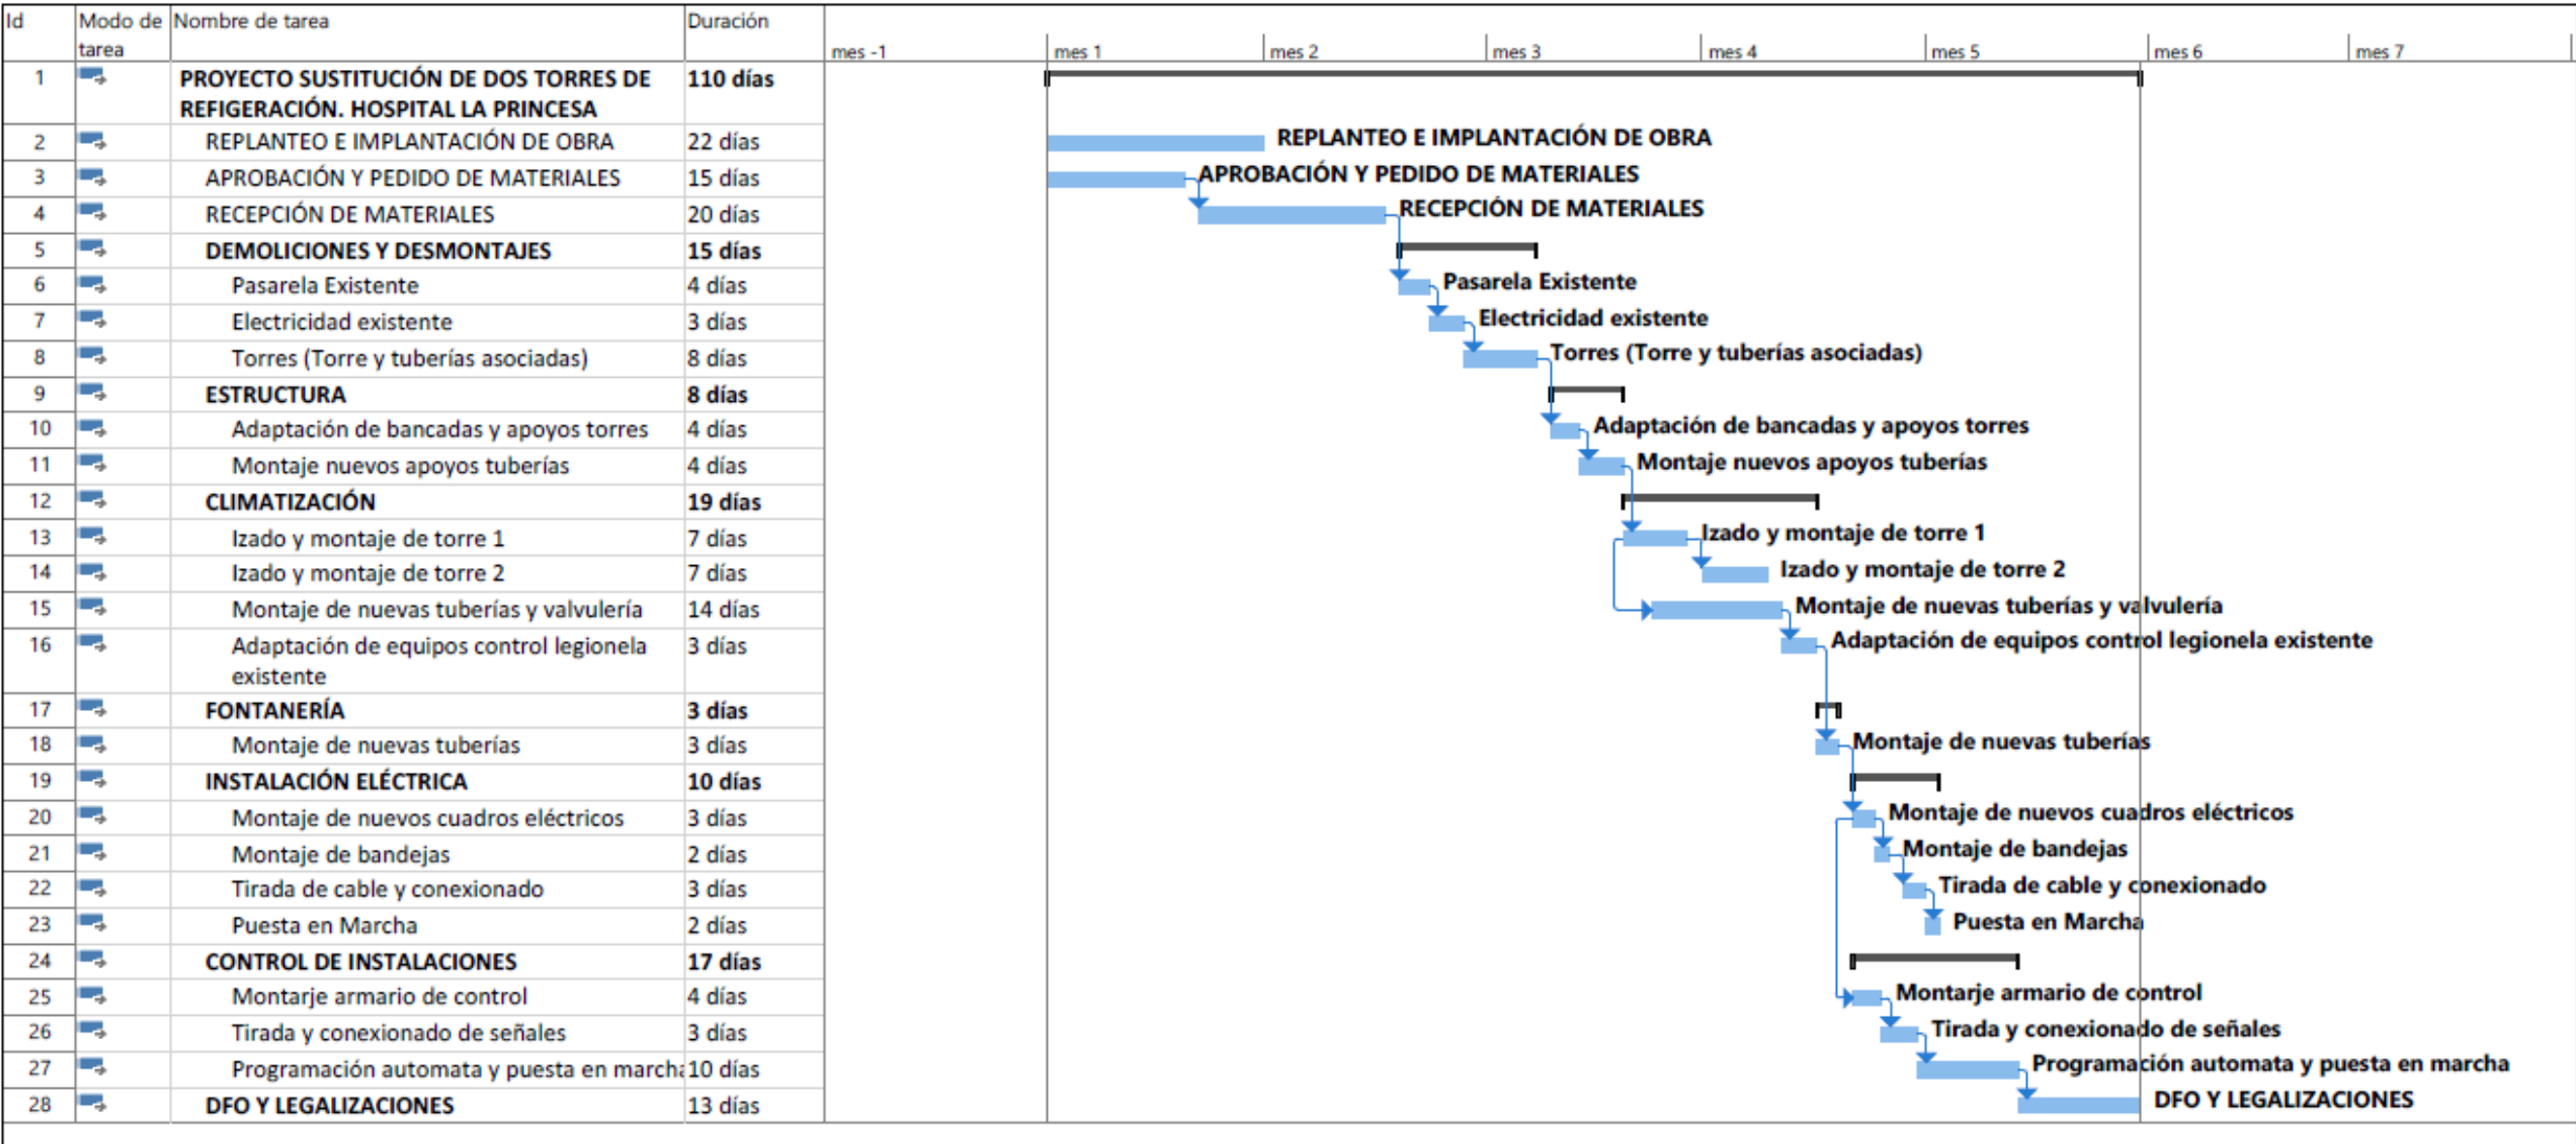 Id Modo de tarea Nombre de tarea Duración
mes -1 mes 1 mes 2 mes 3 mes 4 mes 5 mes 6 mes 7
1 PROYECTO SUSTITUCIÓN DE DOS TORRES DE 110 días
REFIGERACIÓN. HOSPITAL LA PRINCESA
2 REPLANTEO E IMPLANTACIÓN DE OBRA 22 días REPLANTEO E IMPLANTACIÓN DE OBRA
3 APROBACIÓN Y PEDIDO DE MATERIALES 15 días APROBACIÓN Y PEDIDO DE MATERIALES
4 RECEPCIÓN DE MATERIALES 20 días RECEPCIÓN DE MATERIALES
5 DEMOLICIONES Y DESMONTAJES 15 días
6 Pasarela Existente 4 días Pasarela Existente
7 Electricidad existente 3 días Electricidad existente
8 Torres (Torre y tuberías asociadas) 8 días Torres (Torre y tuberías asociadas)
9 ESTRUCTURA 8 días
10 Adaptación de bancadas y apoyos torres 4 días Adaptación de bancadas y apoyos torres
11 Montaje nuevos apoyos tuberías 4 días Montaje nuevos apoyos tuberías
12 CLIMATIZACIÓN 19 días
13 Izado y montaje de torre 1 7 días Izado y montaje de torre 1
14 Izado y montaje de torre 2 7 días Izado y montaje de torre 2
15 Montaje de nuevas tuberías y valvulería 14 días Montaje de nuevas tuberías y valvulería
16 Adaptación de equipos control legionela 3 días Adaptación de equipos control legionela existente
existente
17 FONTANERÍA 3 días
18 Montaje de nuevas tuberías 3 días Montaje de nuevas tuberías
19 INSTALACIÓN ELÉCTRICA 10 días
20 Montaje de nuevos cuadros eléctricos 3 días Montaje de nuevos cuadros eléctricos
21 Montaje de bandejas 2 días Montaje de bandejas
22 Tirada de cable y conexionado 3 días Tirada de cable y conexionado
23 Puesta en Marcha 2 días Puesta en Marcha
24 CONTROL DE INSTALACIONES 17 días
25 Montarje armario de control 4 días Montarje armario de control
26 Tirada y conexionado de señales 3 días Tirada y conexionado de señales
27 Programación automata y puesta en marcha 10 días Programación automata y puesta en marcha
28 DFO Y LEGALIZACIONES 13 días DFO Y LEGALIZACIONES